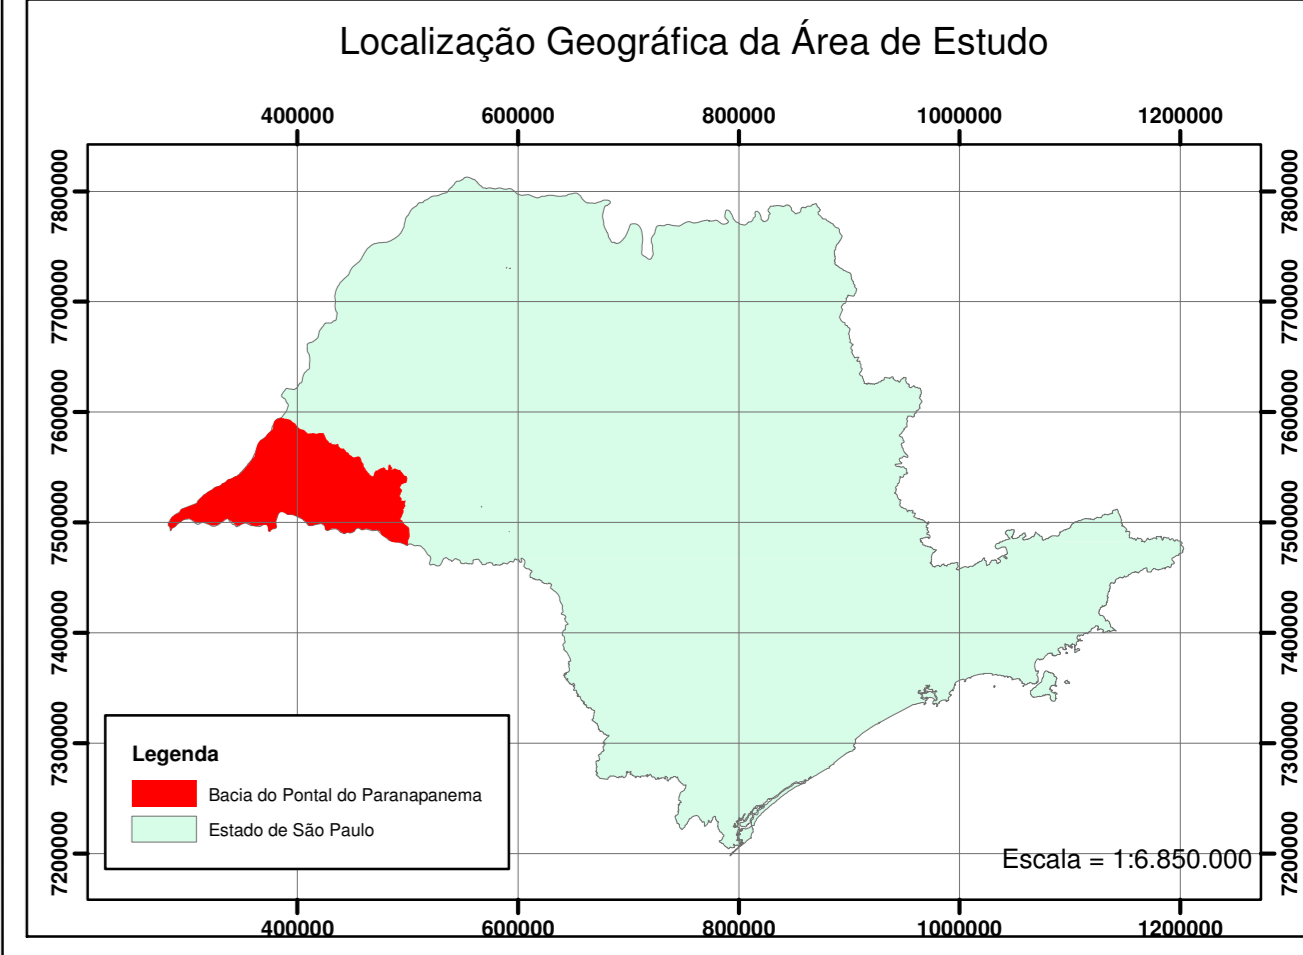 Localização Geográfica da Área de Estudo
400000 600000 800000 1000000 1200000
7800000 7800000
7700000 7700000
7600000 7600000
7500000 7500000
7400000 7400000
7300000 7300000
7200000 7200000
Legenda
Bacia do Pontal do Paranapanema
Estado de São Paulo
Escala = 1:6.850.000
400000 600000 800000 1000000 1200000